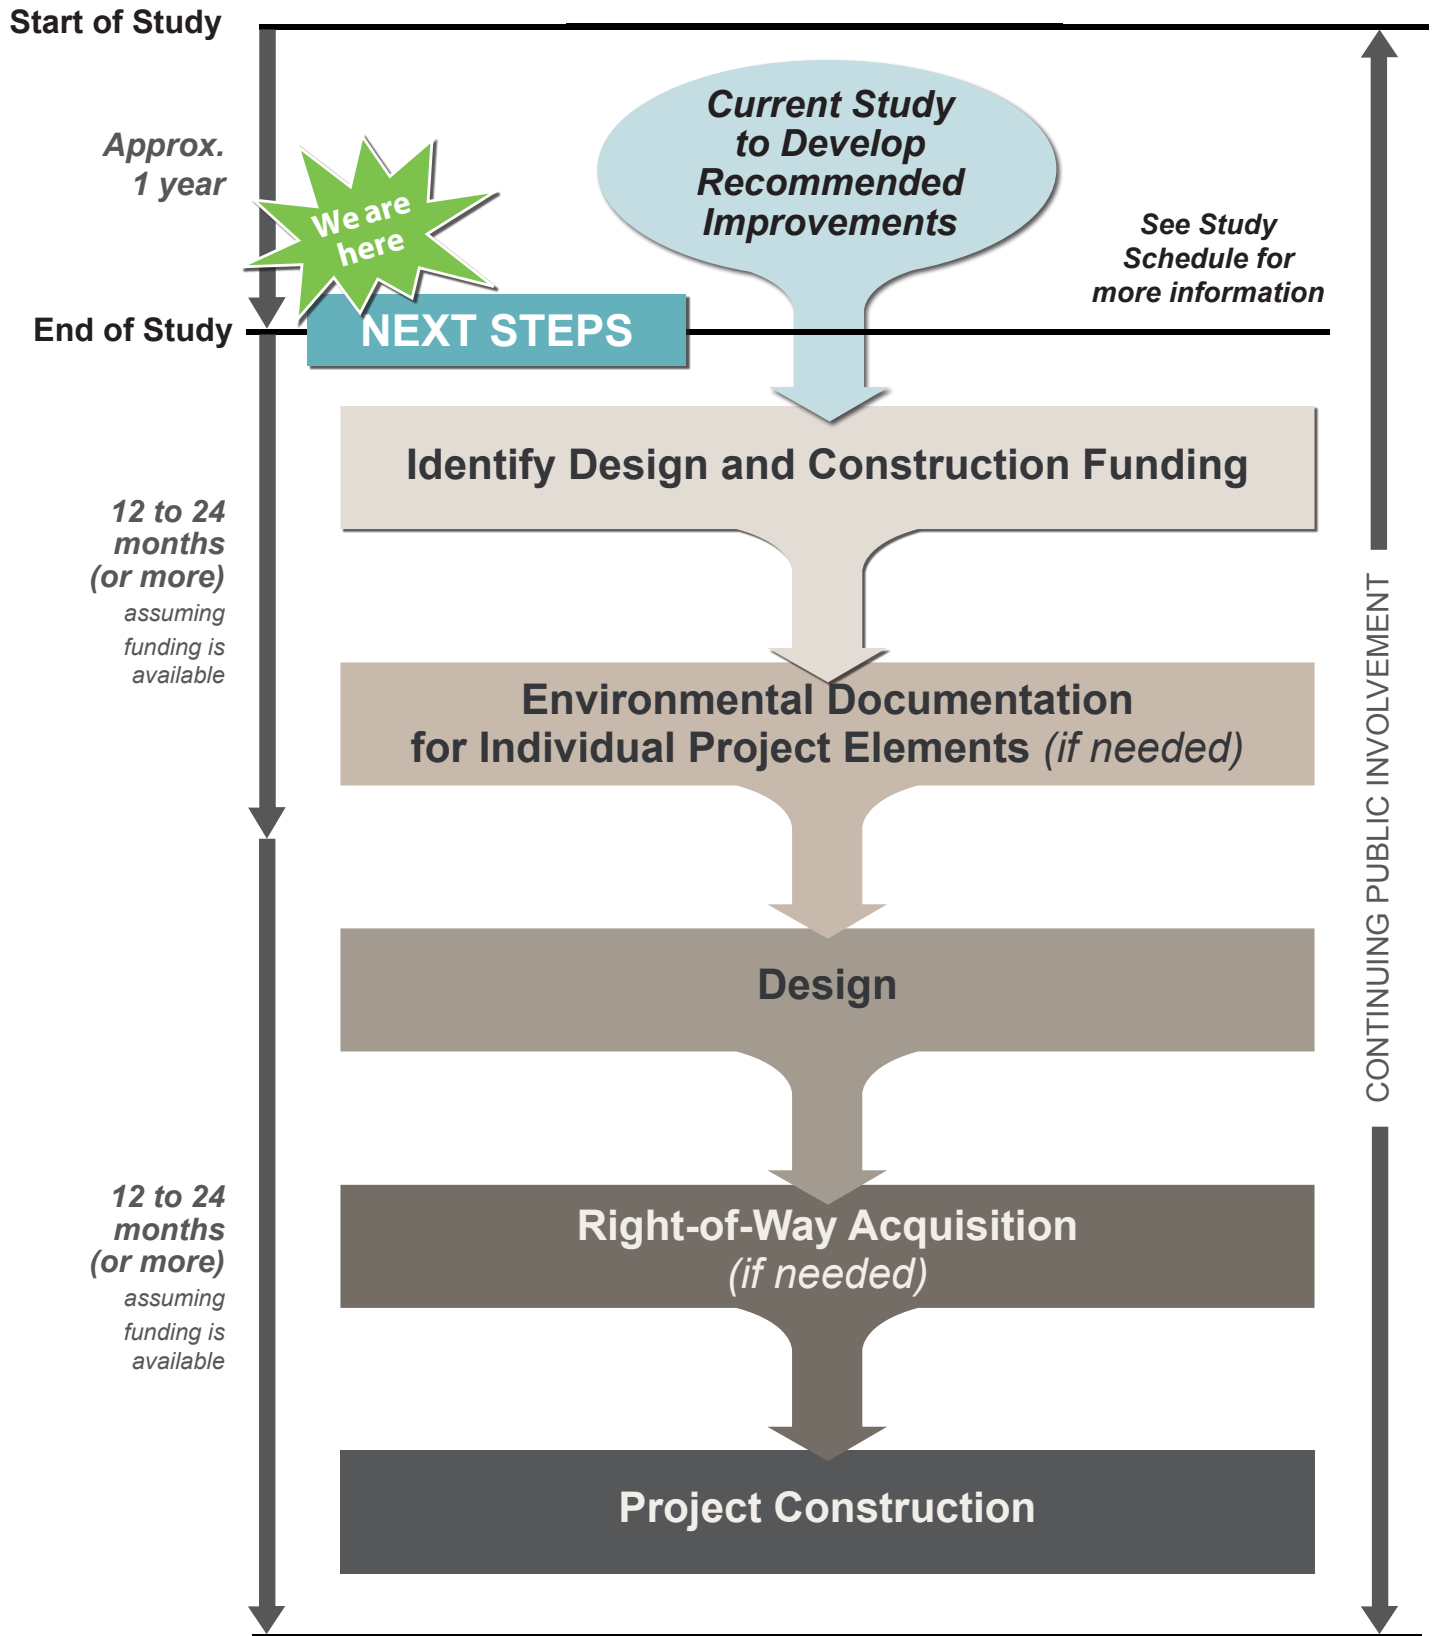 Start of Study
Approx.
1 year
We are
here
Current Study
to Develop
Recommended
Improvements
See Study
Schedule for
more information
End of Study
NEXT STEPS
Identify Design and Construction Funding
12 to 24
months
(or more)
assuming
funding is
available
Environmental Documentation
for Individual Project Elements (if needed)
Design
CONTINUING PUBLIC INVOLVEMENT
12 to 24
months
(or more)
assuming
funding is
available
Right-of-Way Acquisition
(if needed)
Project Construction